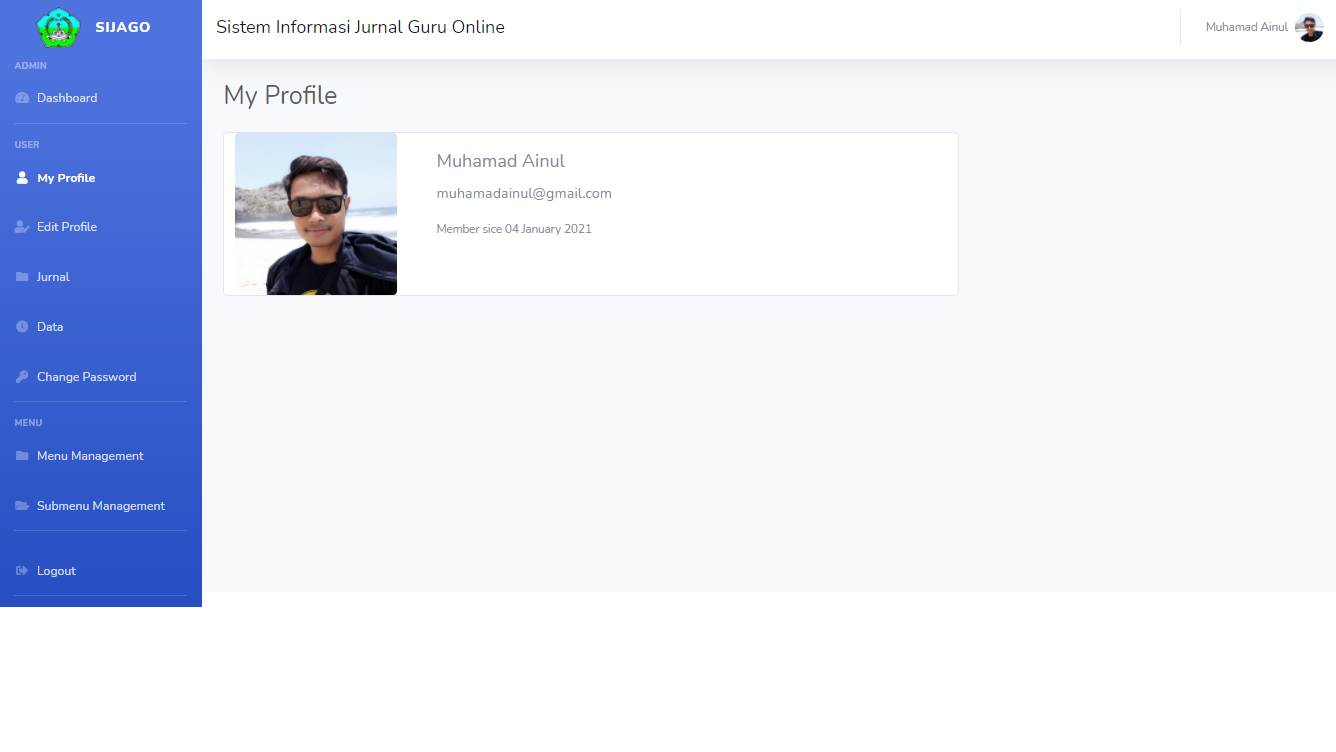 SIJAGO
ADMIN
Dashboard
USER
My Profile
Edit Profile
Jurnal
Data
Change Password
MENU
Menu Management
Submenu Management
Logout
Sistem Informasi Jurnal Guru Online
Muhamad Ainul
My Profile
Muhamad Ainul
muhamadainul@gmail.com
Member sice 04 January 2021